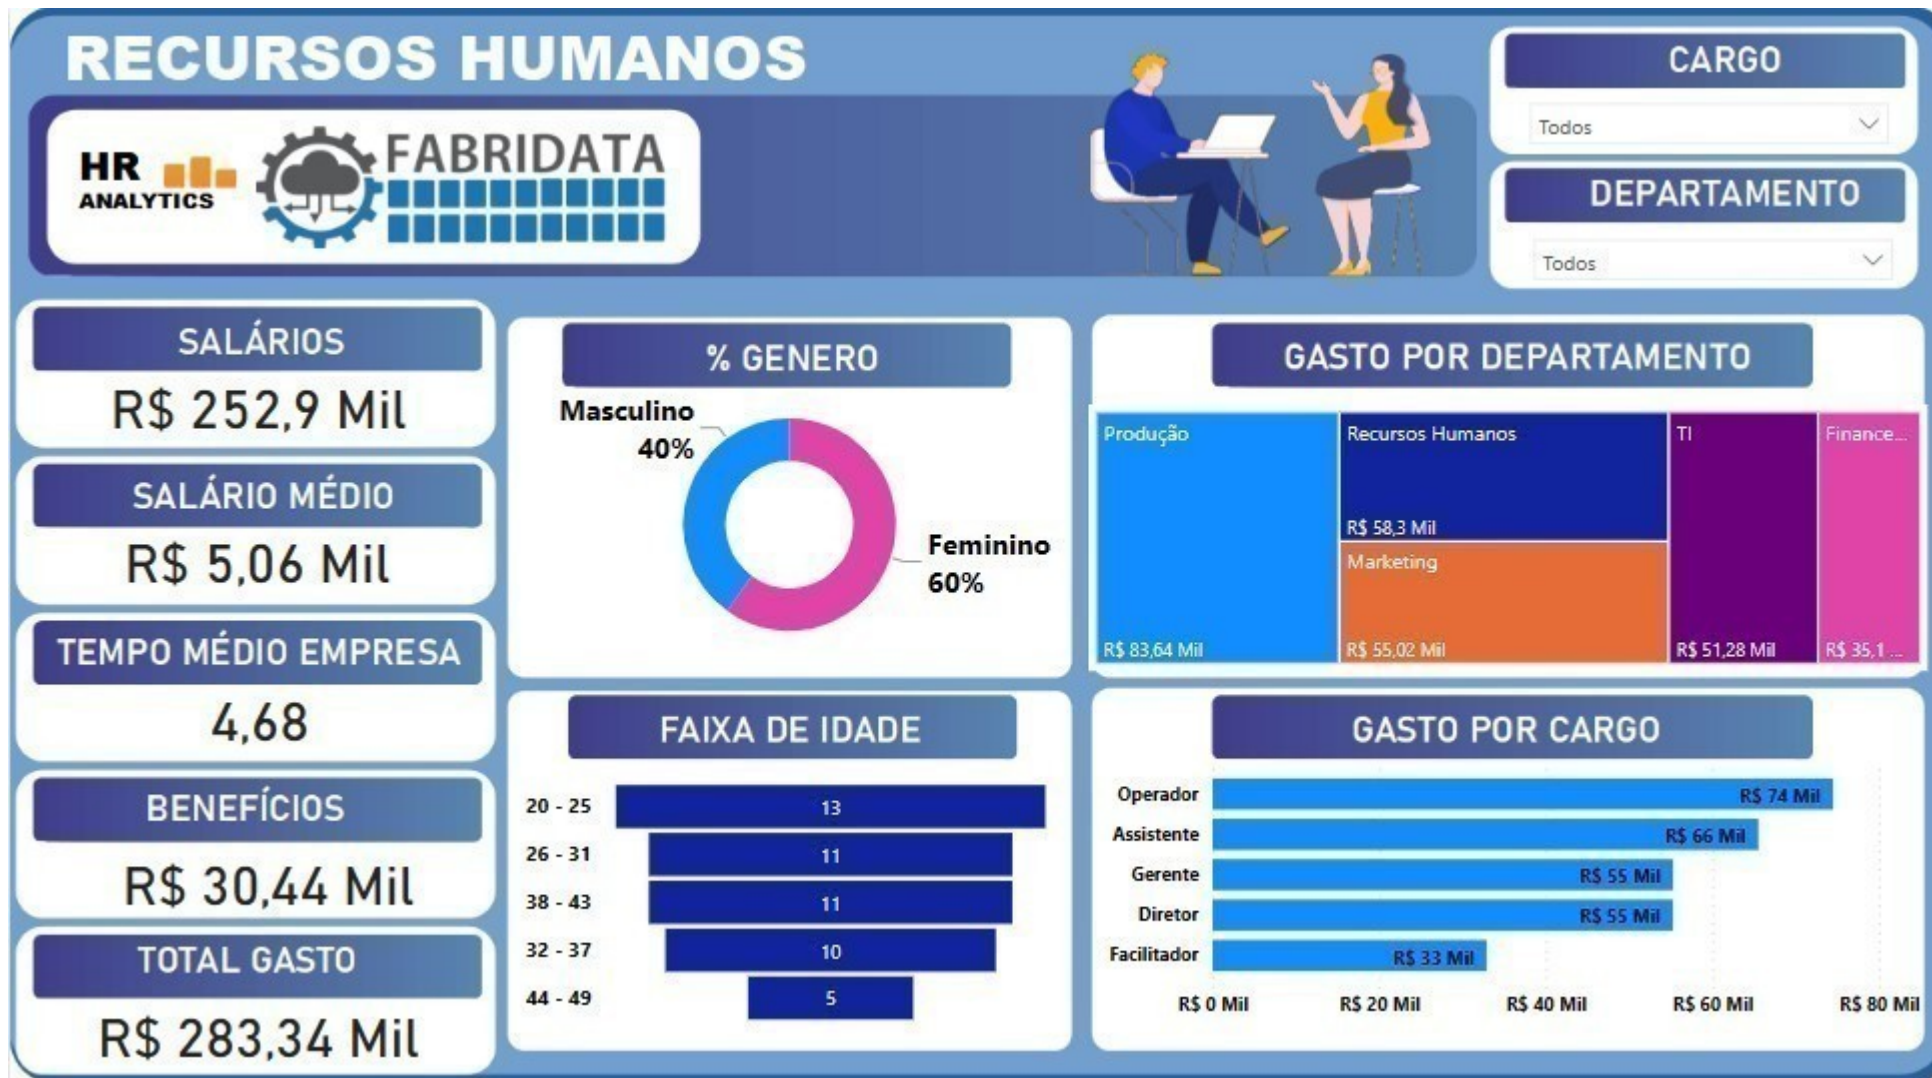 RECURSOS HUMANOS
HR
ANALYTICS
FABRIDATA
CARGO
Todos
DEPARTAMENTO
Todos
SALÁRIOS
R$ 252,9 Mil
SALÁRIO MÉDIO
R$ 5,06 Mil
TEMPO MÉDIO EMPRESA
4,68
BENEFÍCIOS
R$ 30,44 Mil
TOTAL GASTO
R$ 283,34 Mil
% GENERO
Masculino
40%
Feminino
60%
FAIXA DE IDADE
20 - 25 13
26 - 31 11
38 - 43 11
32 - 37 10
44 - 49 5
GASTO POR DEPARTAMENTO
Produção
R$ 83,64 Mil
Recursos Humanos
R$ 58,3 Mil
Marketing
R$ 55,02 Mil
TI
R$ 51,28 Mil
Finance...
R$ 35,1 ...
GASTO POR CARGO
Operador R$ 74 Mil
Assistente R$ 66 Mil
Gerente R$ 55 Mil
Diretor R$ 55 Mil
Facilitador R$ 33 Mil
R$ 0 Mil R$ 20 Mil R$ 40 Mil R$ 60 Mil R$ 80 Mil